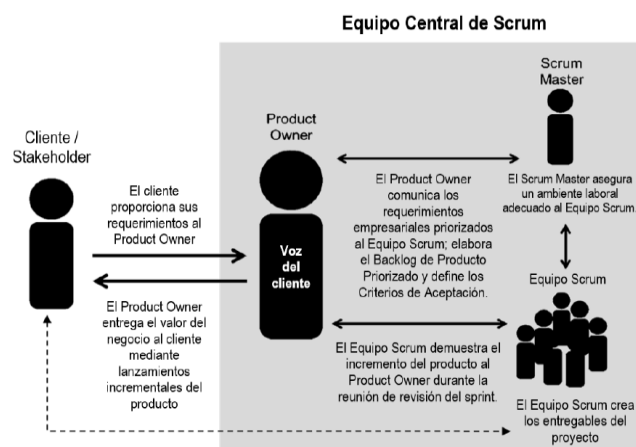 Equipo Central de Scrum
Scrum
Master
Product
Owner
Cliente /
Stakeholder
El cliente
proporciona sus
requerimientos al
Product Owner
El Product Owner
comunica los
requerimientos
empresariales priorizados
al Equipo Scrum; elabora
el Backlog de Producto
Priorizado y define los
Criterios de Aceptación.
El Scrum Master asegura
un ambiente laboral
adecuado al Equipo Scrum.
Voz
del
cliente
Equipo Scrum
El Product Owner
entrega el valor del
negocio al cliente
mediante
lanzamientos
incrementales del
producto
El Equipo Scrum demuestra el
incremento del producto al
Product Owner durante la
reunión de revisión del sprint.
El Equipo Scrum crea
los entregables del
proyecto